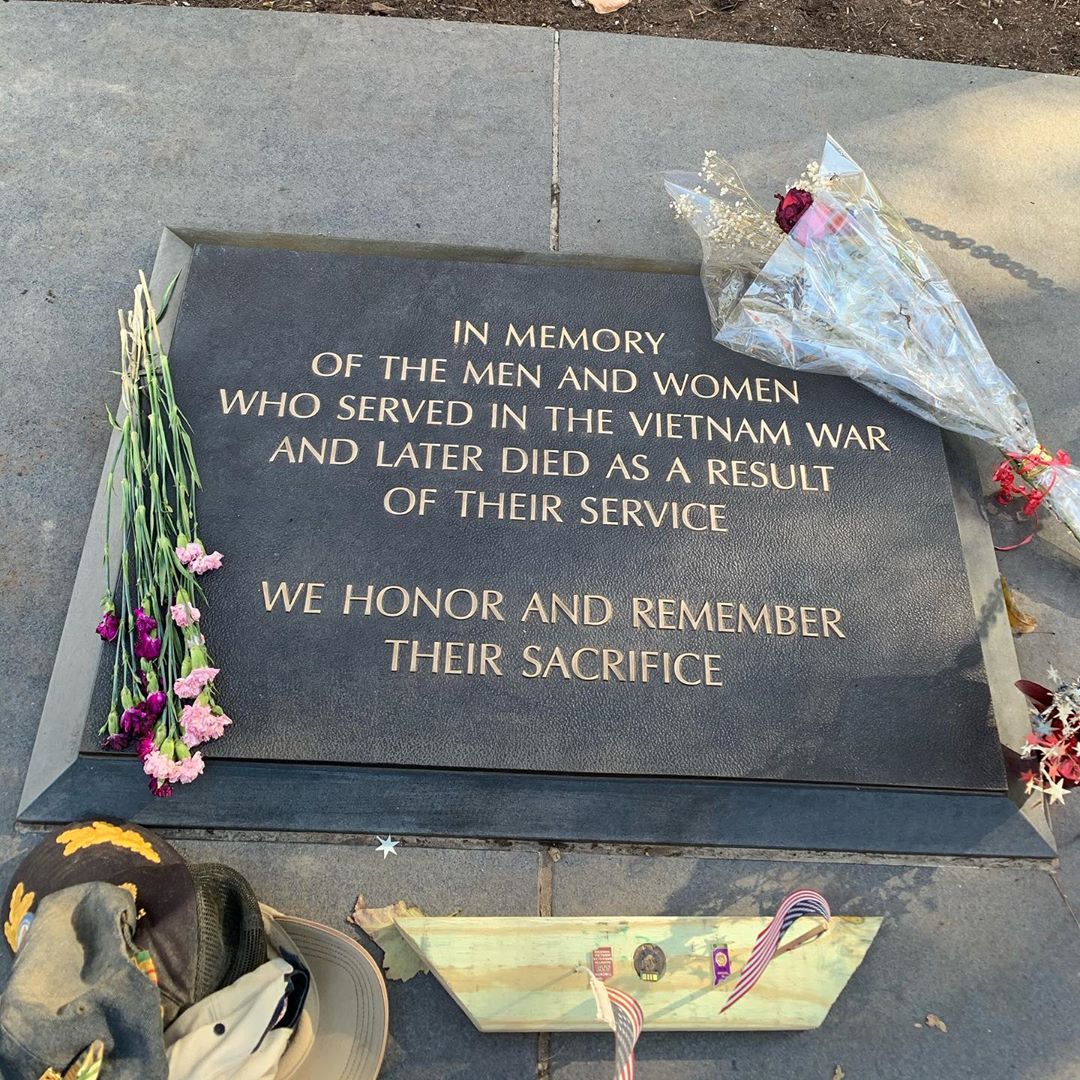 IN MEMORY
OF THE MEN AND WOMEN
WHO SERVED IN THE VIETNAM WAR
AND LATER DIED AS A RESULT
OF THEIR SERVICE
WE HONOR AND REMEMBER
THEIR SACRIFICE